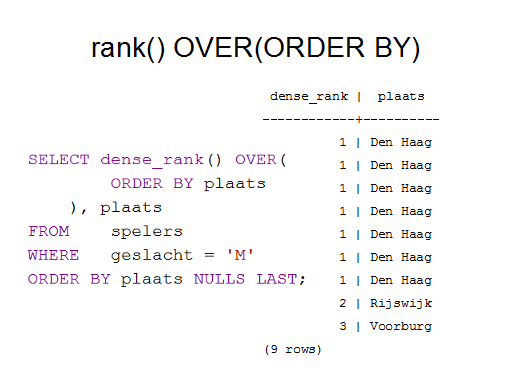 rank() OVER(ORDER BY)
SELECT dense_rank() OVER(
ORDER BY plaats
), plaats
FROM spelers
WHERE geslacht = 'M'
ORDER BY plaats NULLS LAST;
dense_rank | plaats
------------+----------
1 | Den Haag
1 | Den Haag
1 | Den Haag
1 | Den Haag
1 | Den Haag
1 | Den Haag
1 | Den Haag
2 | Rijswijk
3 | Voorburg
(9 rows)